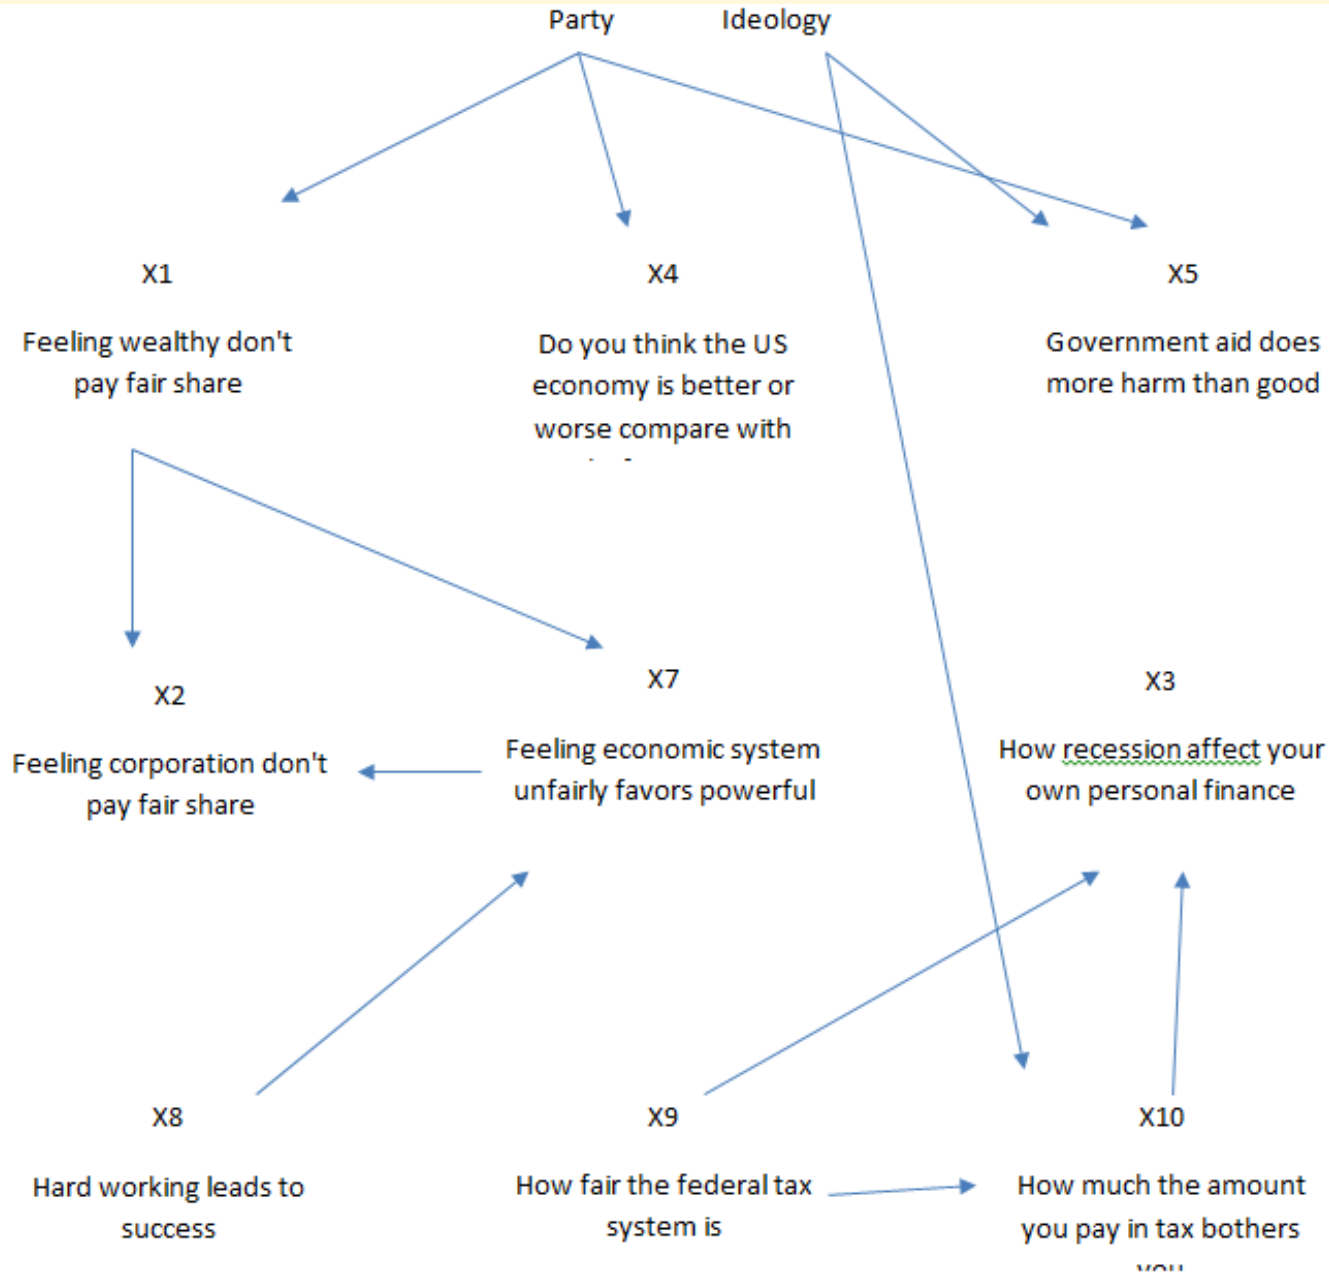 Party Ideology
X1 X4 X5
Feeling wealthy don't
pay fair share
Do you think the US
economy is better or
worse compare with
Government aid does
more harm than good
X2
Feeling corporation don't
pay fair share
X7
Feeling economic system
unfairly favors powerful
X3
How recession affect your
own personal finance
X8
Hard working leads to
success
X9
How fair the federal tax
system is
X10
How much the amount
you pay in tax bothers
you